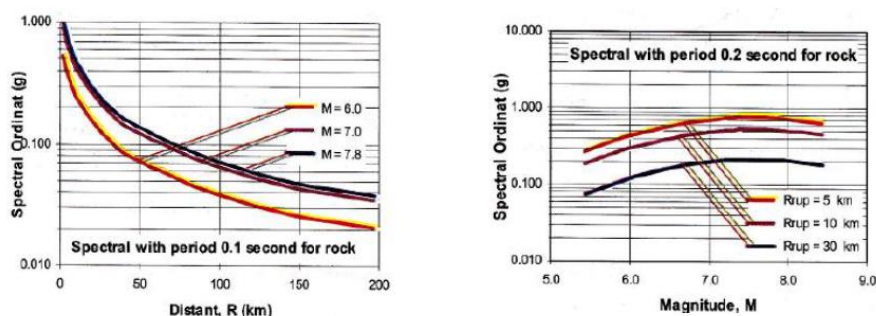 1.000
0.100
0.010
Spectral Ordinat (g)
M = 6.0
M = 7.0
M = 7.8
Spectral with period 0.1 second for rock
0 50 100 150 200
Distant, R (km)
10.000
1.000
0.100
0.010
Spectral Ordinat (g)
Spectral with period 0.2 second for rock
Rrup = 5 km
Rrup = 10 km
Rrup = 30 km
5.0 6.0 7.0 8.0 9.0
Magnitude, M